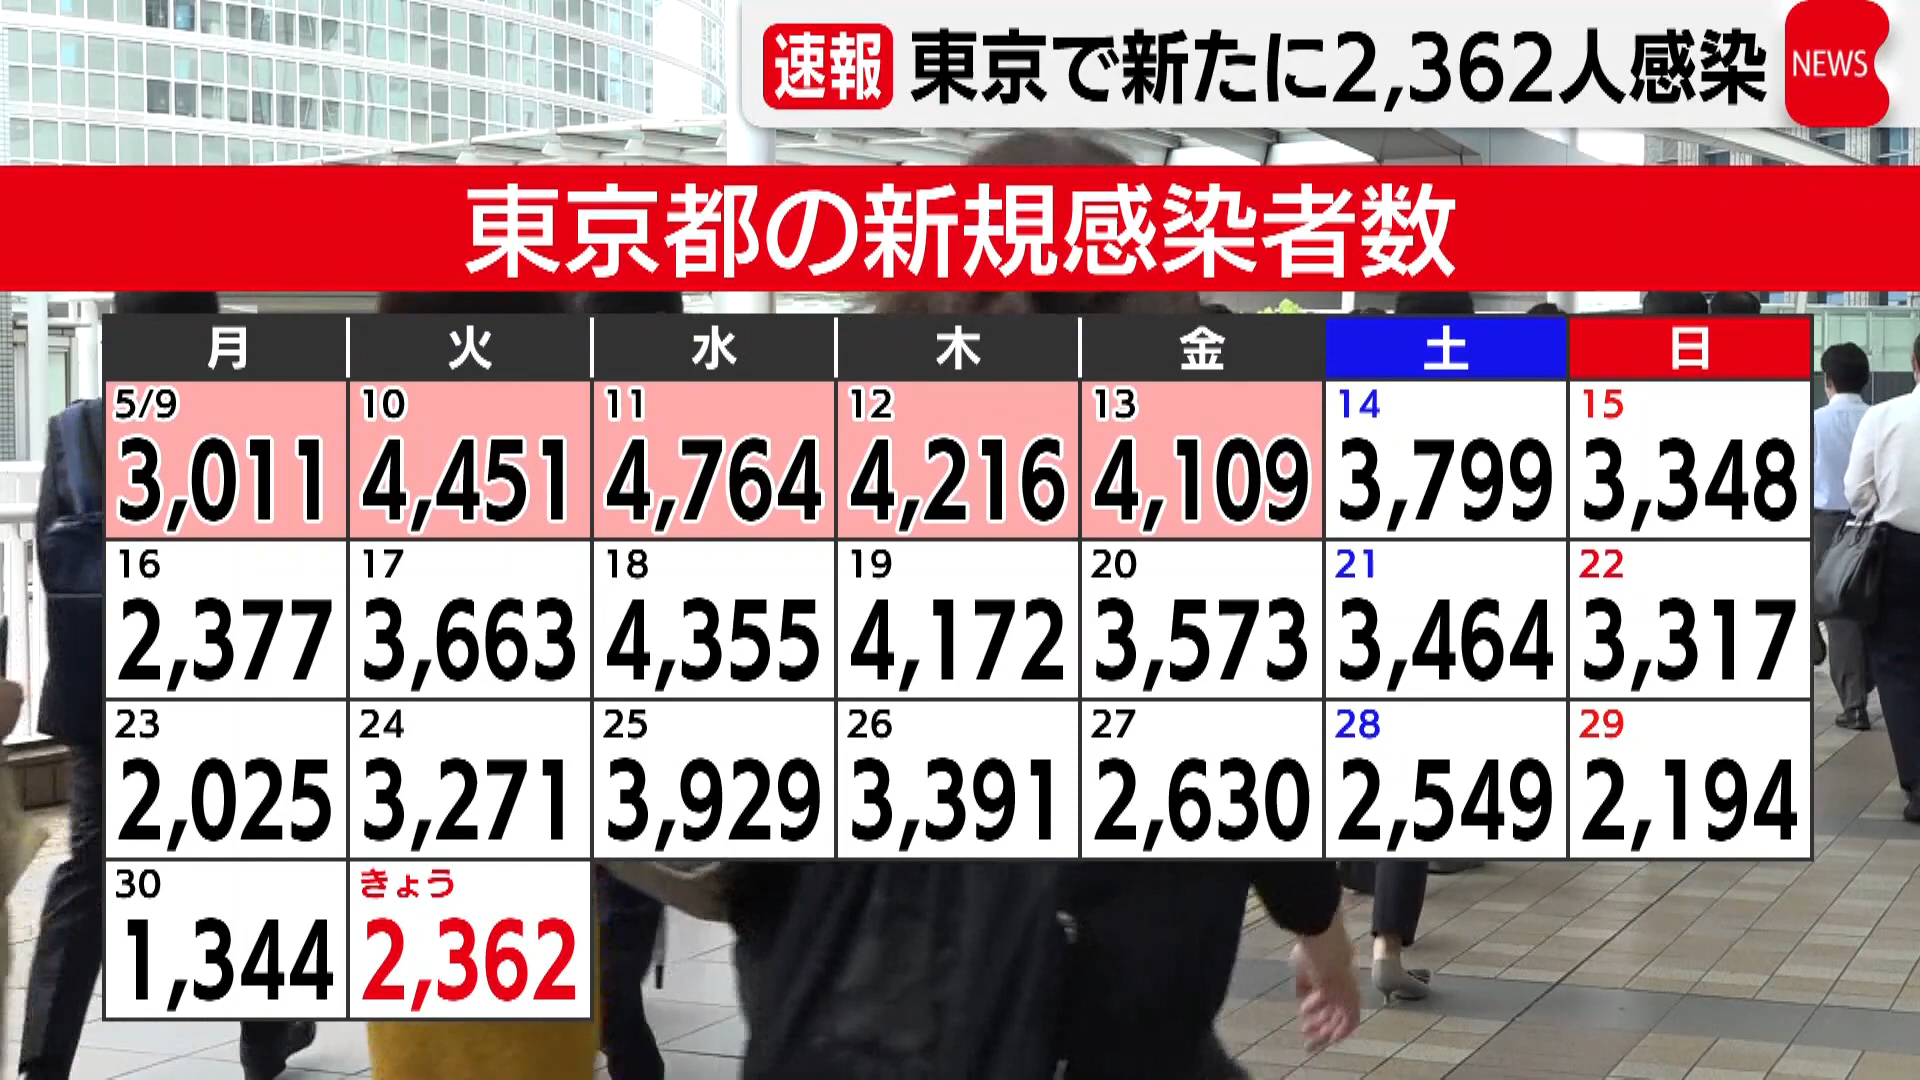 速報 東京で新たに2,362人感染 NEWS
東京都の新規感染者数
月 火 水 木 金 土 日
5/9 10 11 12 13 14 15
3,011 4,451 4,764 4,216 4,109 3,799 3,348
16 17 18 19 20 21 22
2,377 3,663 4,355 4,172 3,573 3,464 3,317
23 24 25 26 27 28 29
2,025 3,271 3,929 3,391 2,630 2,549 2,194
30 きょう
1,344 2,362